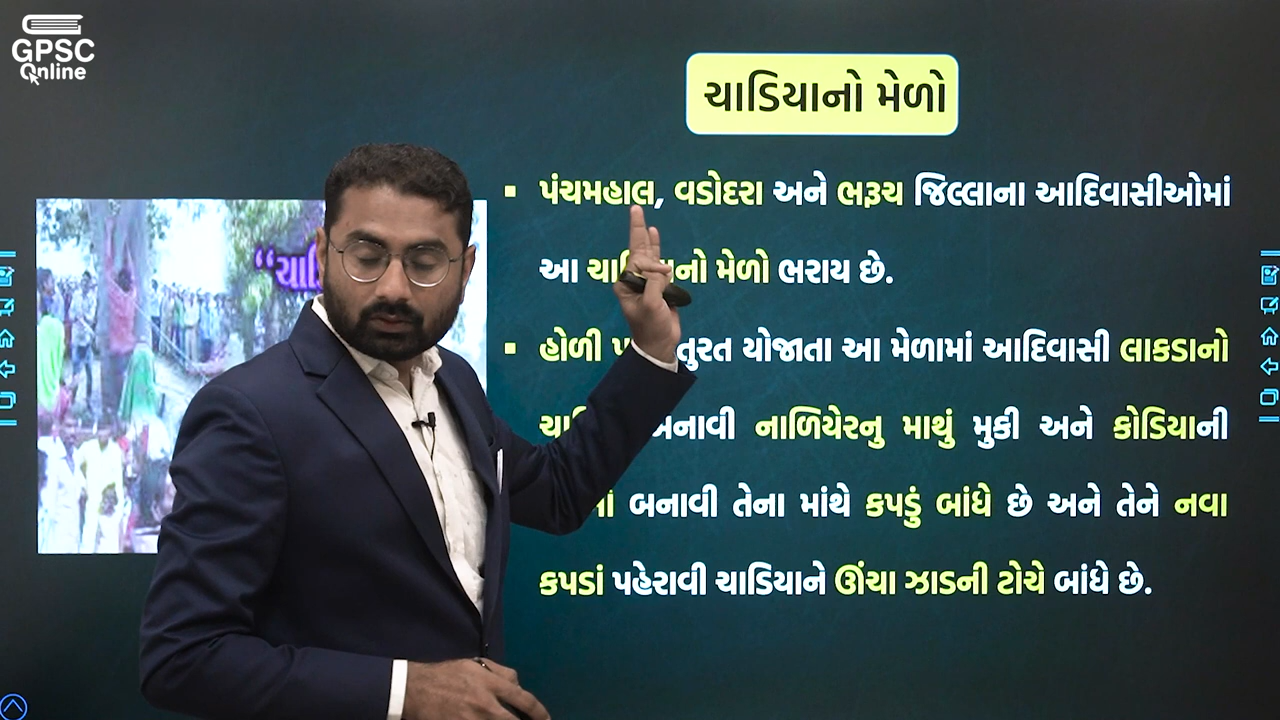 GPSC
Online
ચાડિયાનો મેળો
પંચમહાલ, વડોદરા અને ભરૂચ જિલ્લાના આદિવાસીઓમાં
આ મેળો ભરાય છે.
હોળી તુરત યોજાતા આ મેળામાં આદિવાસી લાકડાનો
બનાવી નાળિયેરનુ માથું મુકી અને કોડિયાની
બનાવી તેના માંથે કપડું બાંધે છે અને તેને નવા
કપડાં પહેરાવી ચાડિયાને ઊંચા ઝાડની ટોચે બાંધે છે.